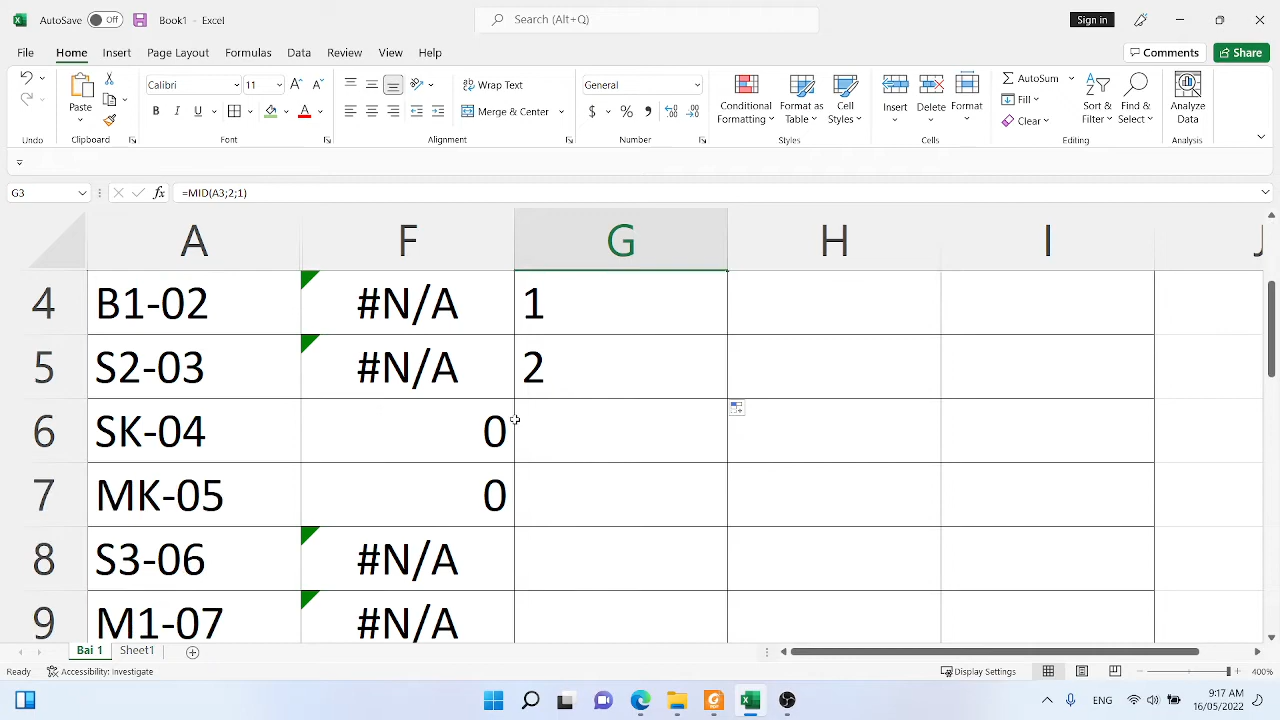 AutoSave Off Book1 - Excel Search (Alt+Q) Sign in
File Home Insert Page Layout Formulas Data Review View Help Comments Share
Calibri 11 Wrap Text General AutoSum
Paste Conditional Formatting Format as Table Cell Styles Insert Delete Format Fill Sort & Filter Find & Select Analyze Data
B I U Merge & Center $ % Clear
Undo Clipboard Font Alignment Number Styles Cells Editing Analysis
G3 fx =MID(A3;2;1)
A F G H I J
4 B1-02 #N/A 1
5 S2-03 #N/A 2
6 SK-04 0
7 MK-05 0
8 S3-06 #N/A
9 M1-07 #N/A
Bai 1 Sheet1
Ready Accessibility: Investigate Display Settings 400%
ENG 9:17 AM
16/05/2022